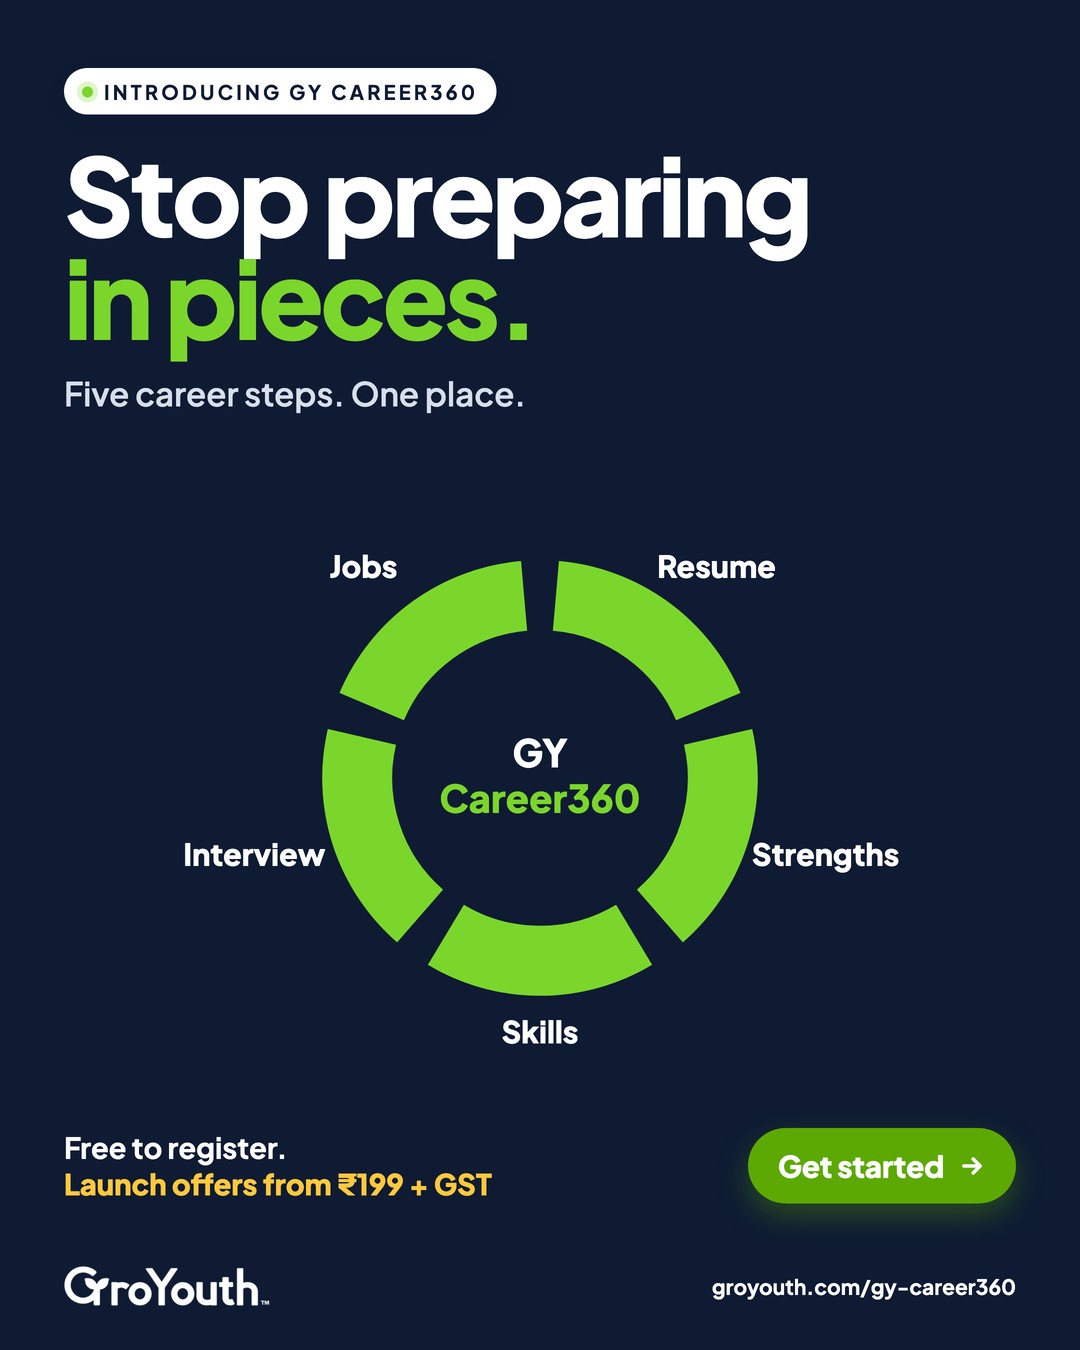 INTRODUCING GY CAREER360
Stop preparing
in pieces.
Five career steps. One place.
Jobs
Resume
GY
Career360
Interview
Strengths
Skills
Free to register.
Launch offers from ₹199 + GST
Get started →
GroYouth™
groyouth.com/gy-career360